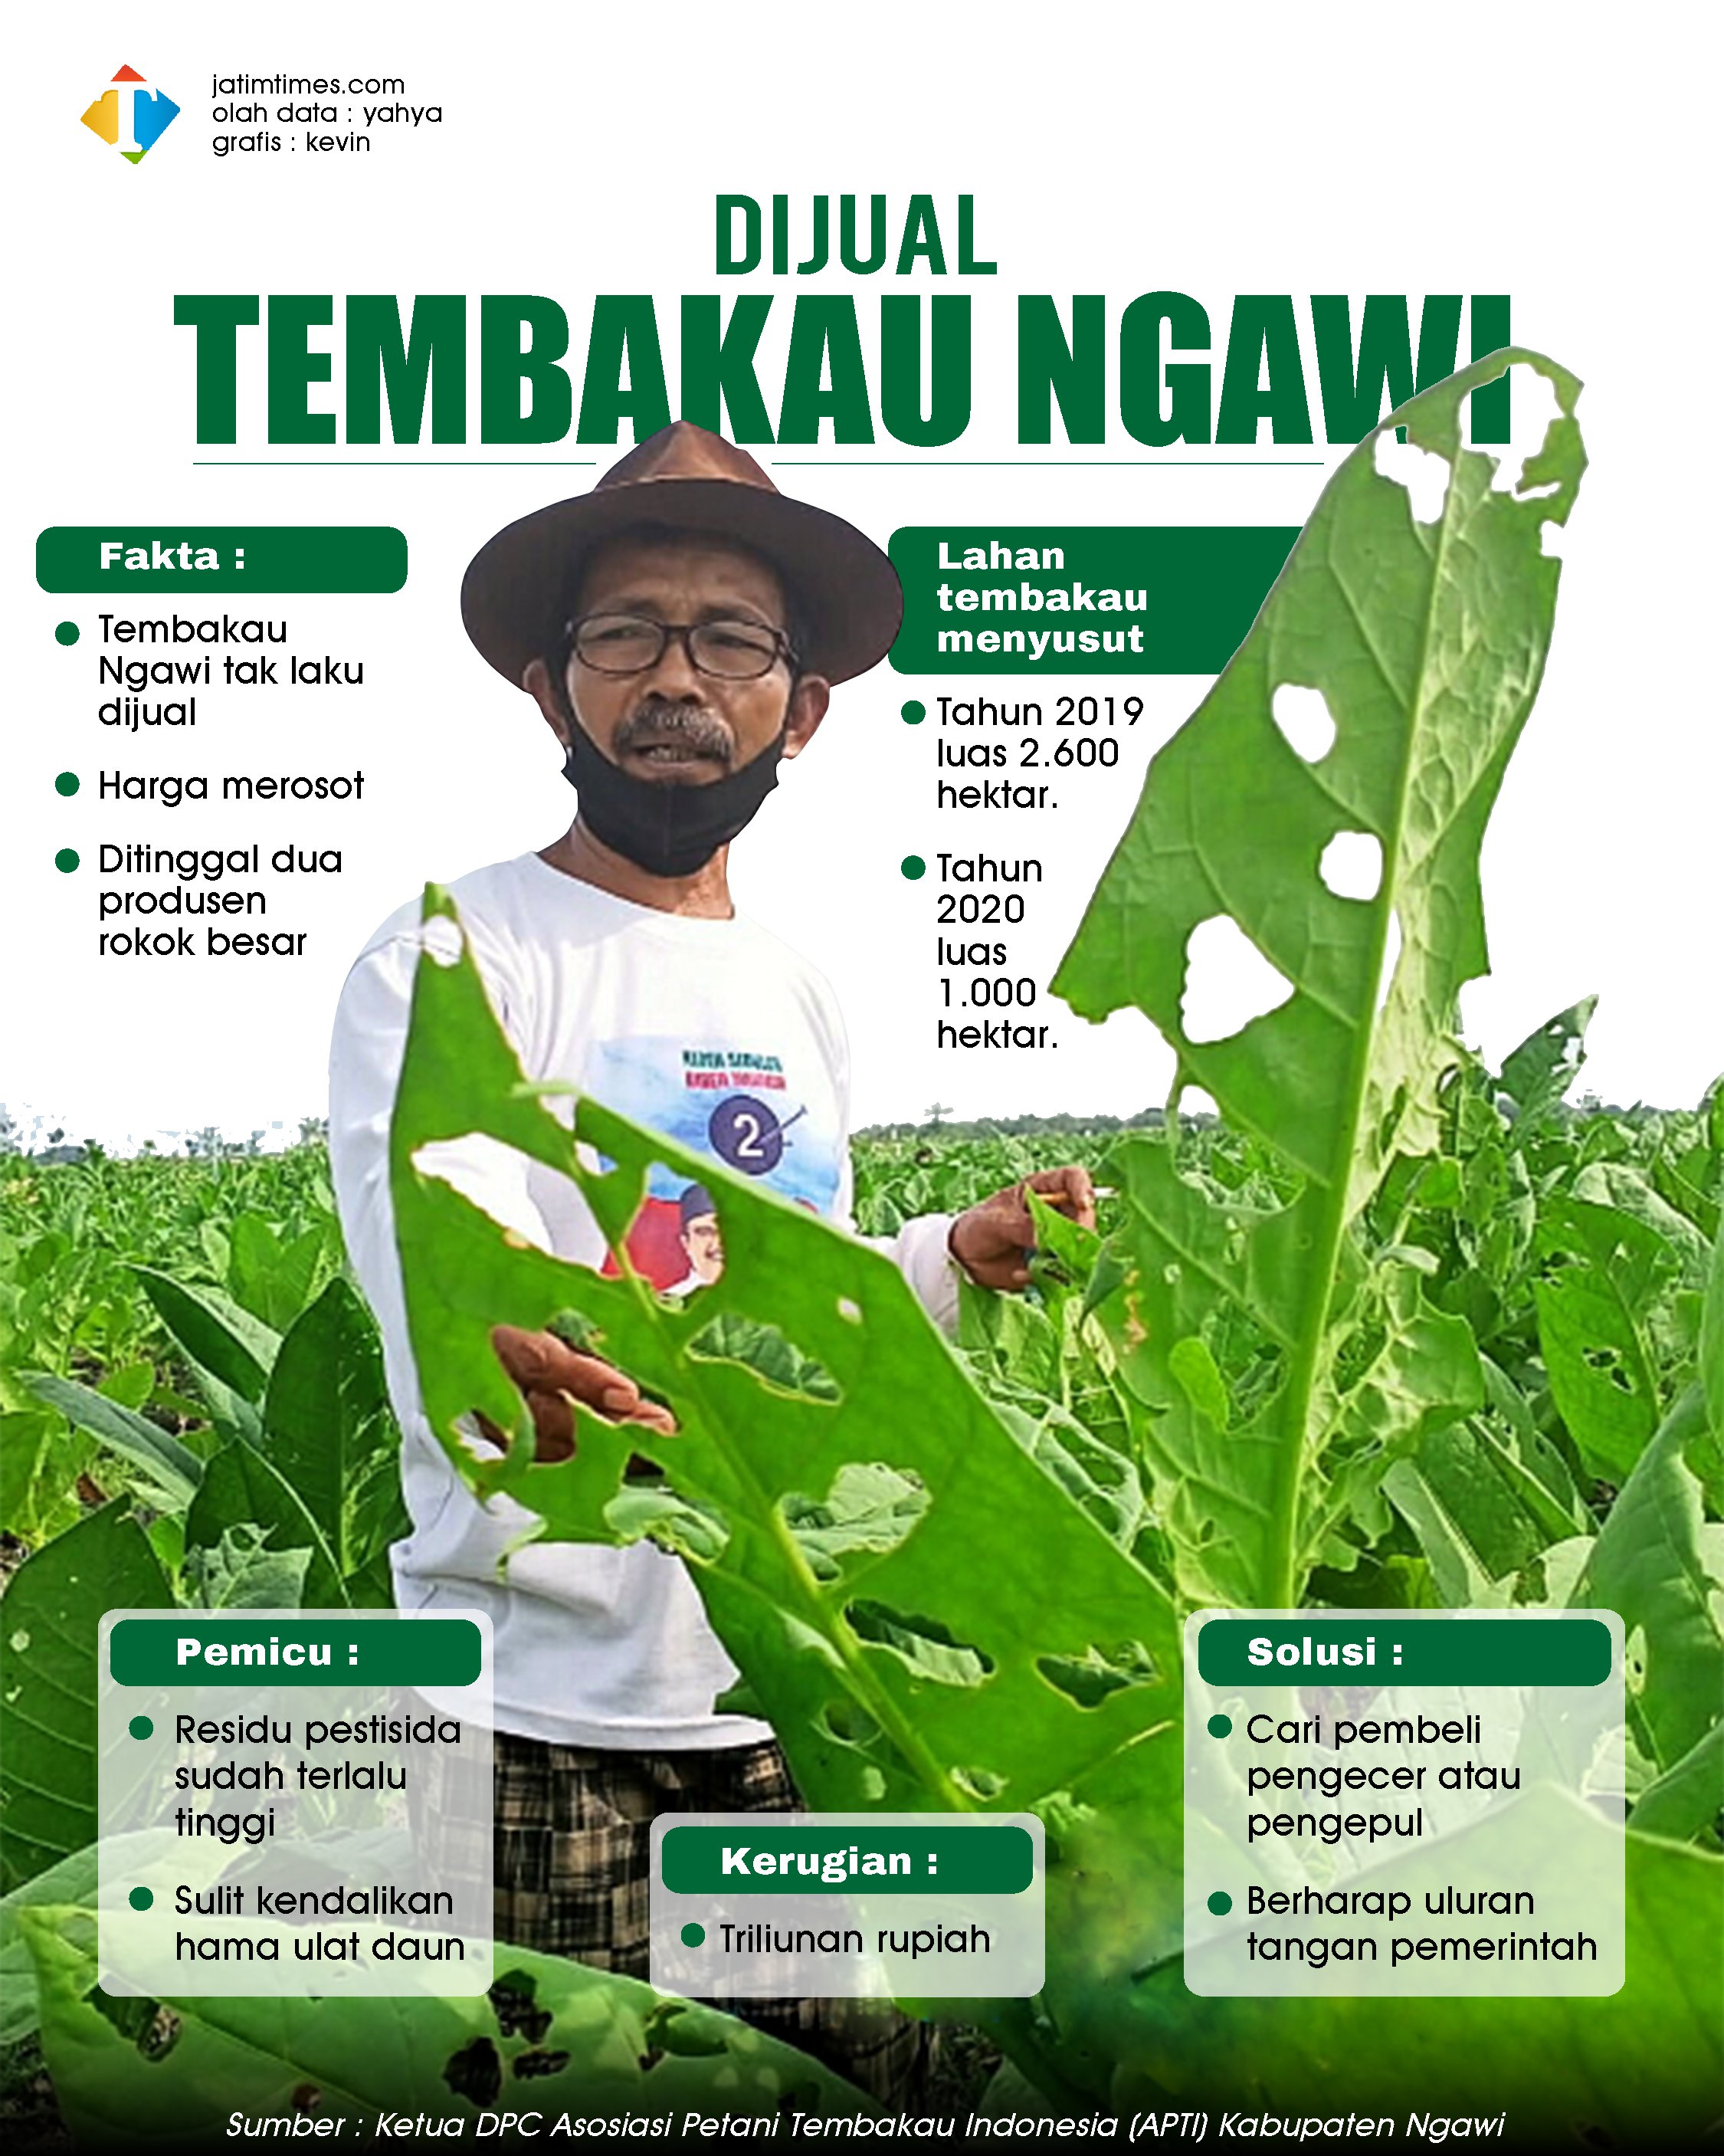 jatimtimes.com
olah data : yahya
grafis : kevin
DIJUAL
TEMBAKAU NGAWI
Fakta :
Tembakau
Ngawi tak laku
dijual
Harga merosot
Ditinggal dua
produsen
rokok besar
Lahan
tembakau
menyusut
Tahun 2019
luas 2.600
hektar.
Tahun
2020
luas
1.000
hektar.
2
Pemicu :
Residu pestisida
sudah terlalu
tinggi
Sulit kendalikan
hama ulat daun
Kerugian :
Triliunan rupiah
Solusi :
Cari pembeli
pengecer atau
pengepul
Berharap uluran
tangan pemerintah
Sumber : Ketua DPC Asosiasi Petani Tembakau Indonesia (APTI) Kabupaten Ngawi